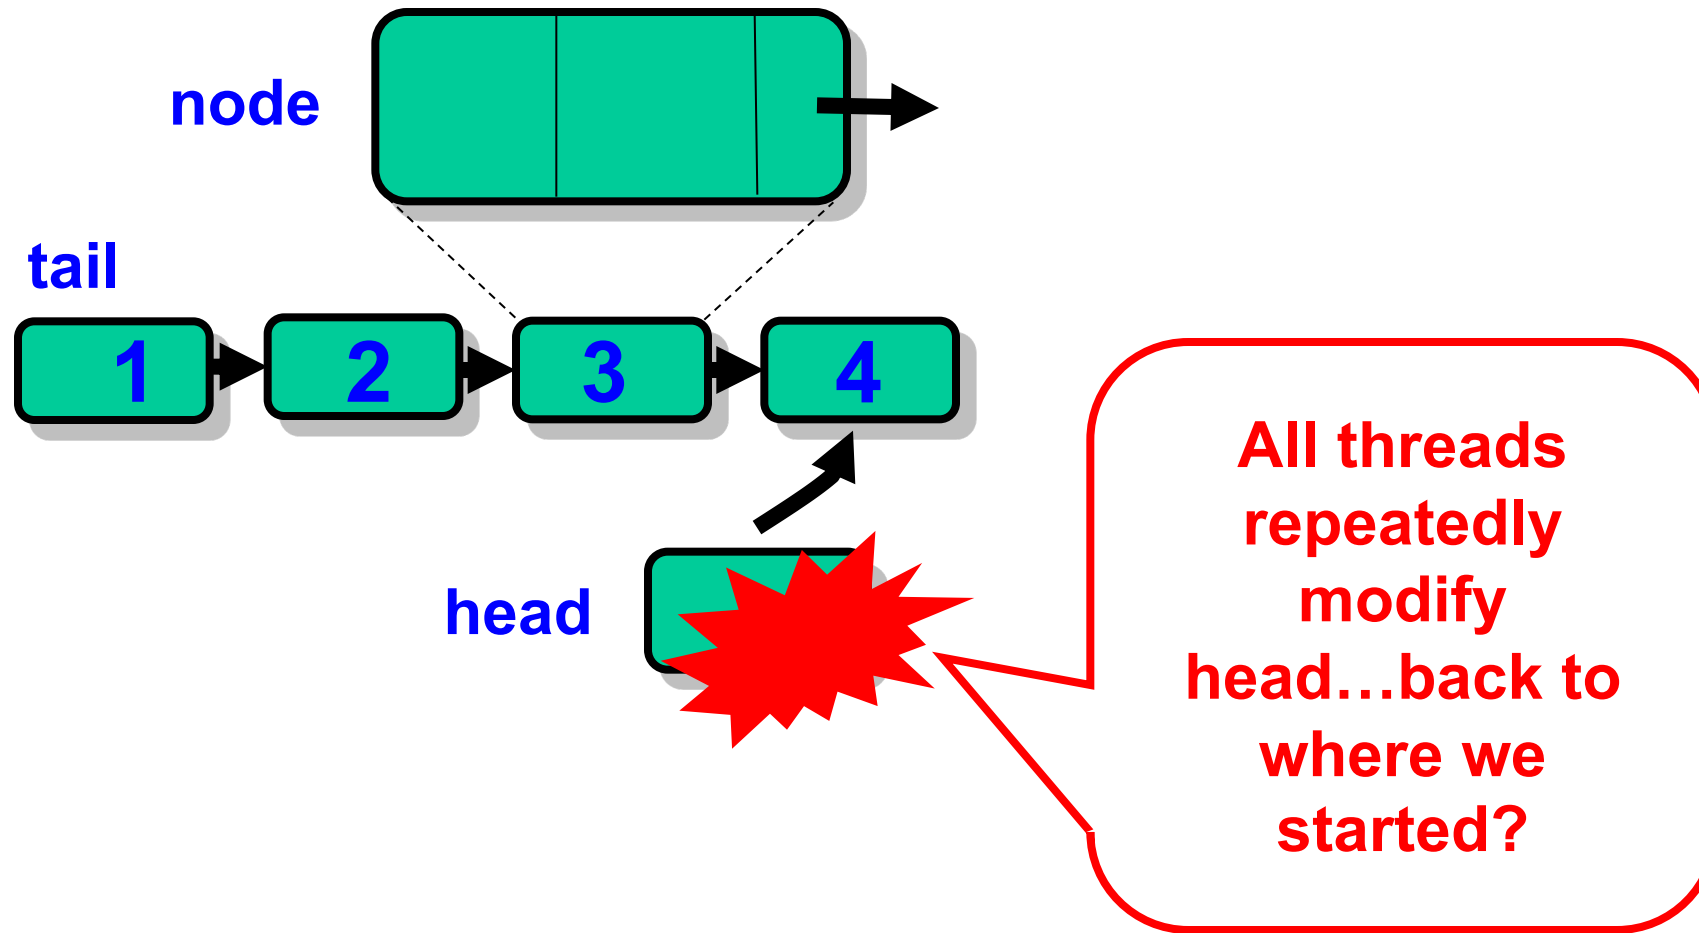 node
tail
1
2
3
4
head
All threads
repeatedly
modify
head…back to
where we
started?